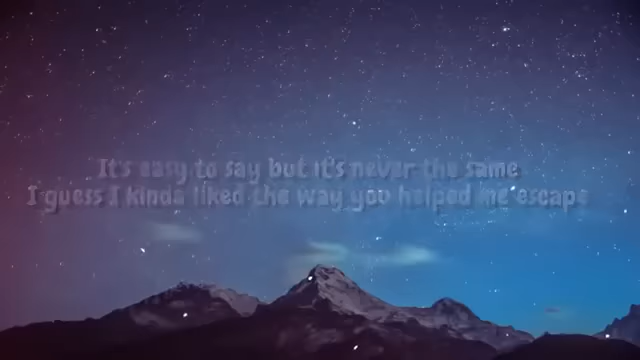 It's easy to say but it's never the same
I guess I kinda liked the way you helped me escape